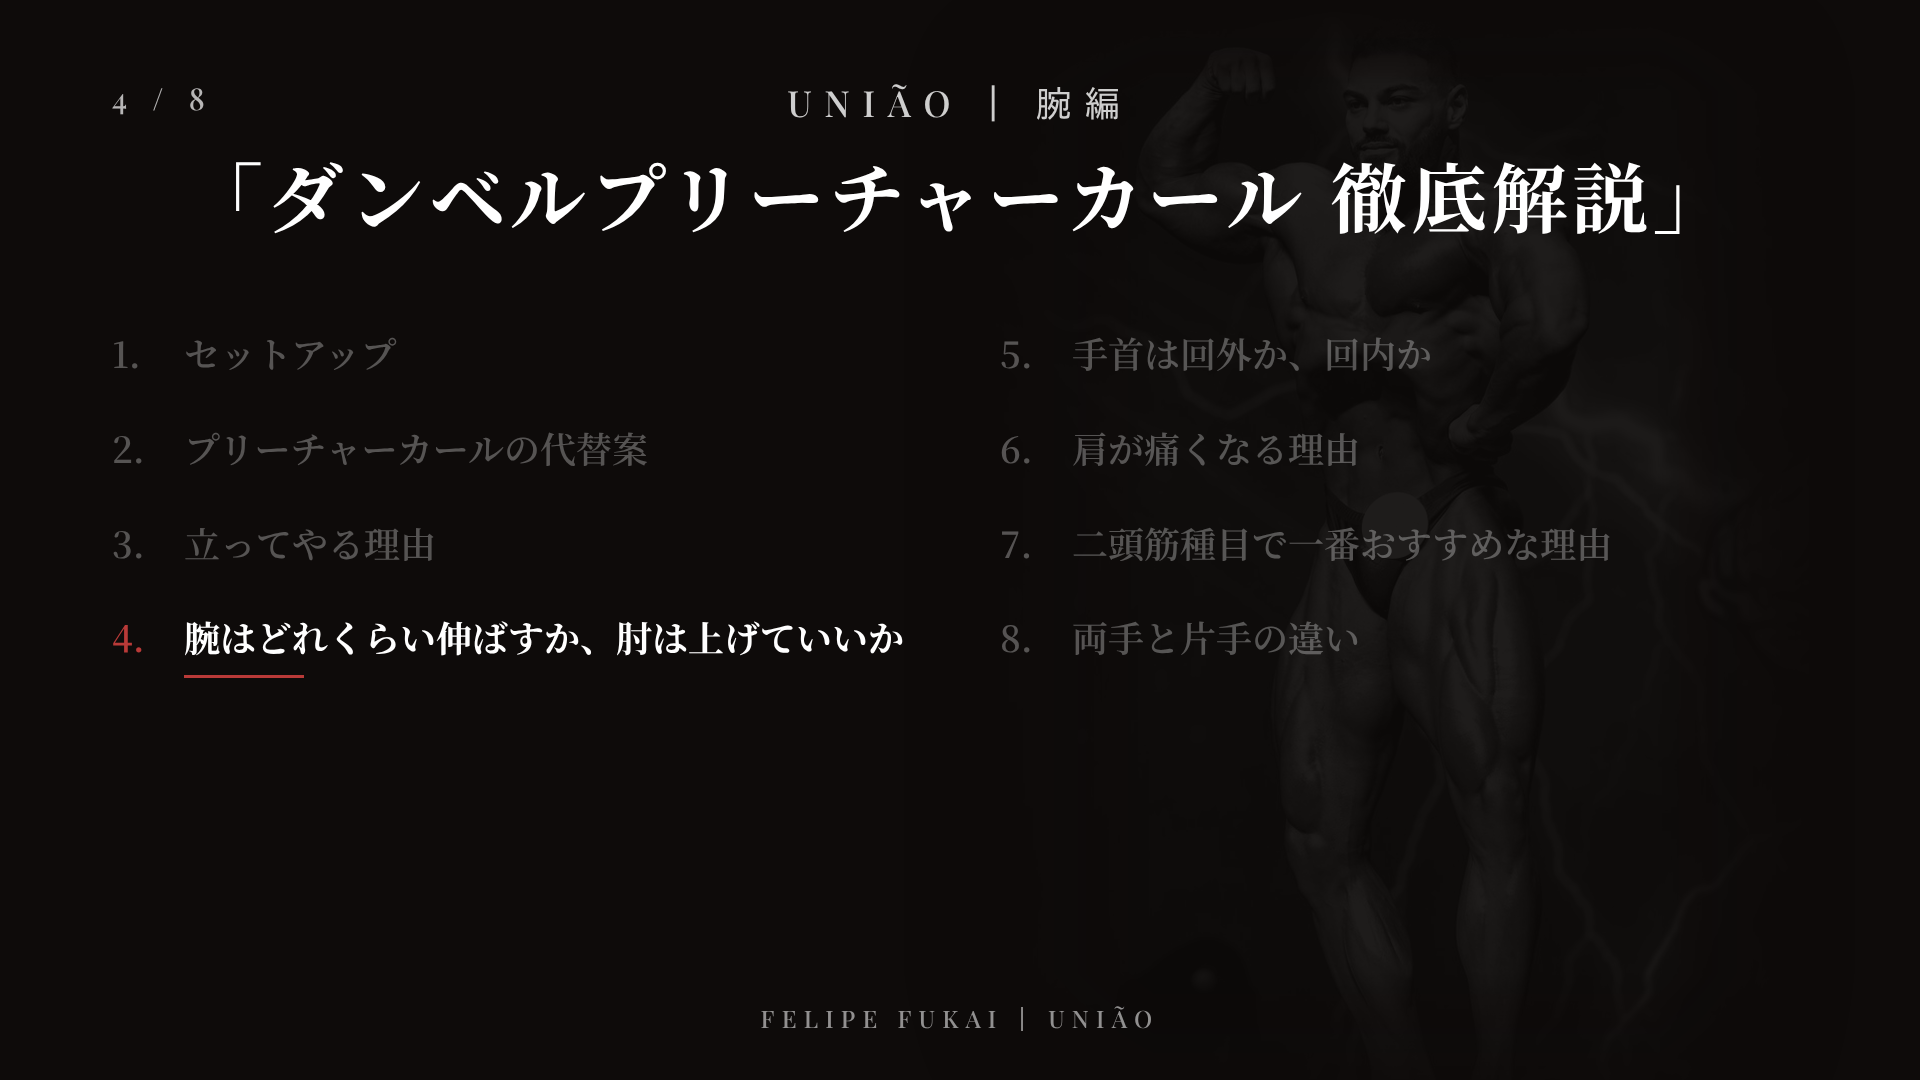 4 / 8
UNIÃO | 腕編
「ダンベルプリーチャーカール 徹底解説」
1. セットアップ
2. プリーチャーカールの代替案
3. 立ってやる理由
4. 腕はどれくらい伸ばすか、肘は上げていいか
5. 手首は回外か、回内か
6. 肩が痛くなる理由
7. 二頭筋種目で一番おすすめな理由
8. 両手と片手の違い
FELIPE FUKAI | UNIÃO